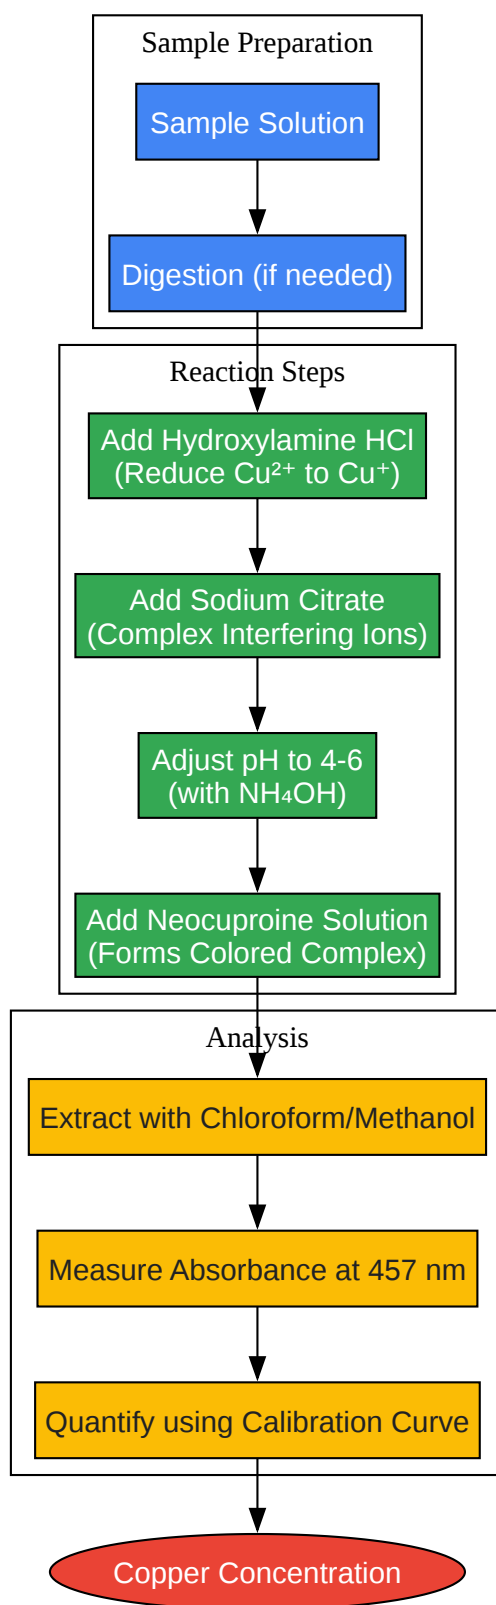 Sample Preparation
Sample Solution
Digestion (if needed)
Reaction Steps
Add Hydroxylamine HCl
(Reduce Cu²⁺ to Cu⁺)
Add Sodium Citrate
(Complex Interfering Ions)
Adjust pH to 4-6
(with NH₄OH)
Add Neocuproine Solution
(Forms Colored Complex)
Analysis
Extract with Chloroform/Methanol
Measure Absorbance at 457 nm
Quantify using Calibration Curve
Copper Concentration